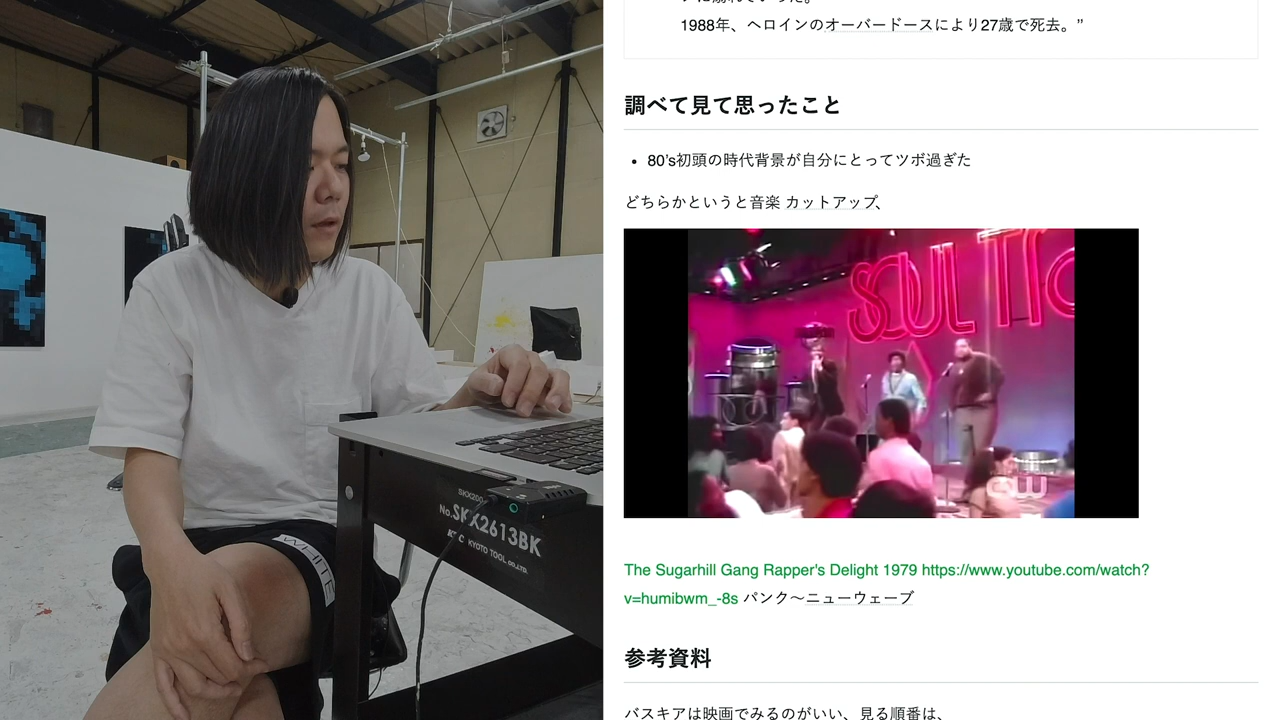 1988年、ヘロインのオーバードースにより27歳で死去。”
調べて見て思ったこと
80’s初頭の時代背景が自分にとってツボ過ぎた
どちらかというと音楽 カットアップ、
SOUL
The Sugarhill Gang Rapper's Delight 1979 https://www.youtube.com/watch?
v=humibwm_-8s パンク〜ニューウェーブ
参考資料
バスキアは映画でみるのがいい、見る順番は、
No.SKX2613BK
KTC KYOTO TOOL CO.,LTD.
WHITE